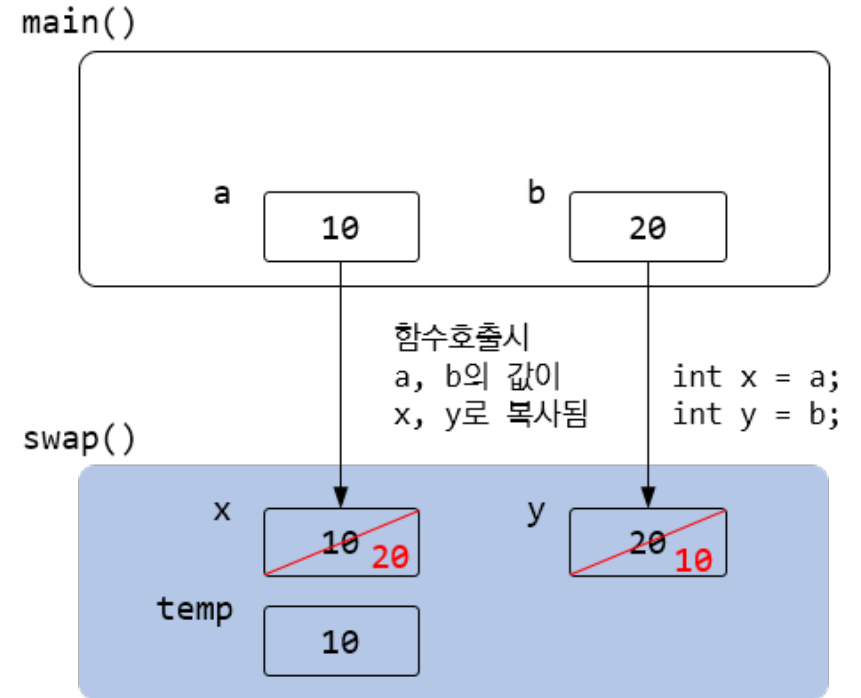 main()
a
10
b
20
함수호출시
a, b의 값이
x, y로 복사됨
int x = a;
int y = b;
swap()
x
10
20
y
20
10
temp
10